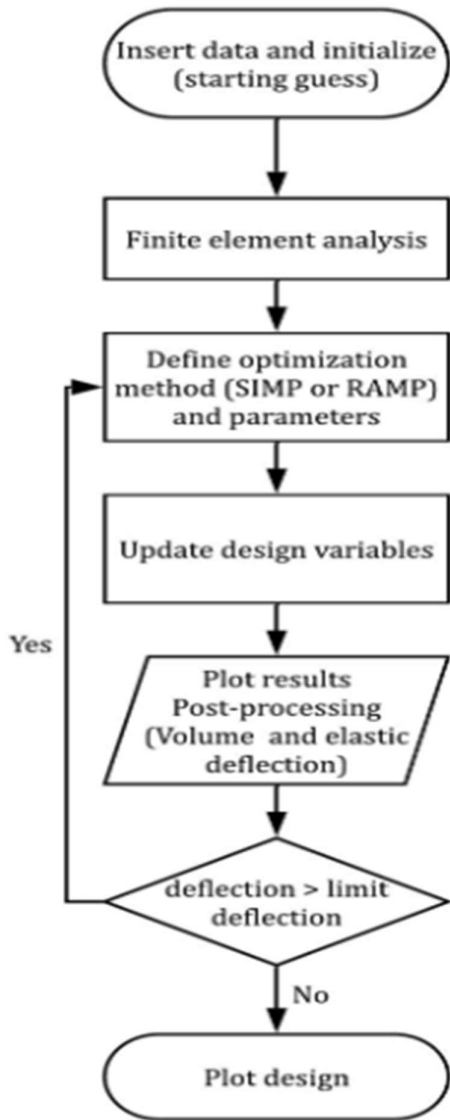 Insert data and initialize
(starting guess)
Finite element analysis
Define optimization
method (SIMP or RAMP)
and parameters
Update design variables
Yes
Plot results
Post-processing
(Volume and elastic
deflection)
deflection > limit
deflection
No
Plot design